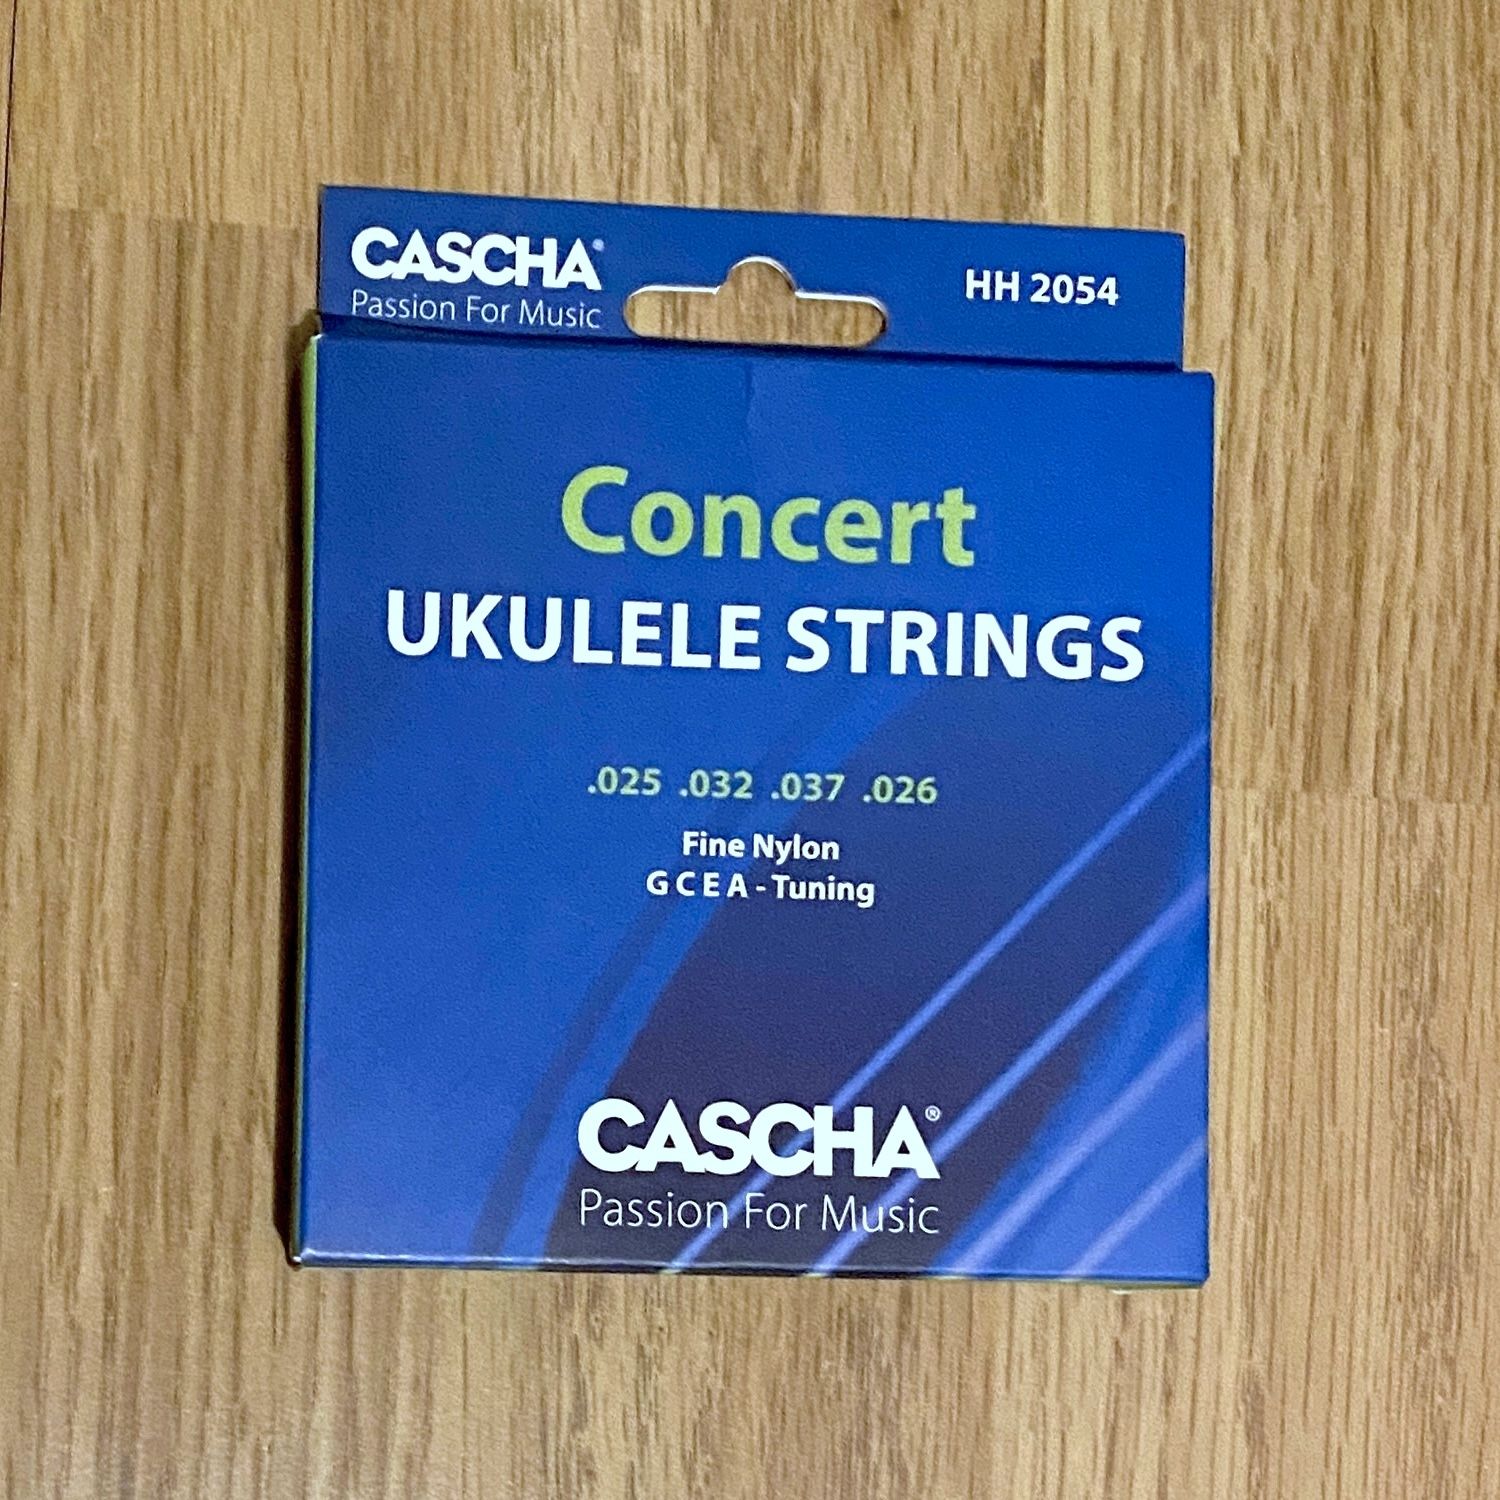 CASCHA®
Passion For Music
HH 2054
Concert
UKULELE STRINGS
.025 .032 .037 .026
Fine Nylon
G C E A - Tuning
CASCHA®
Passion For Music